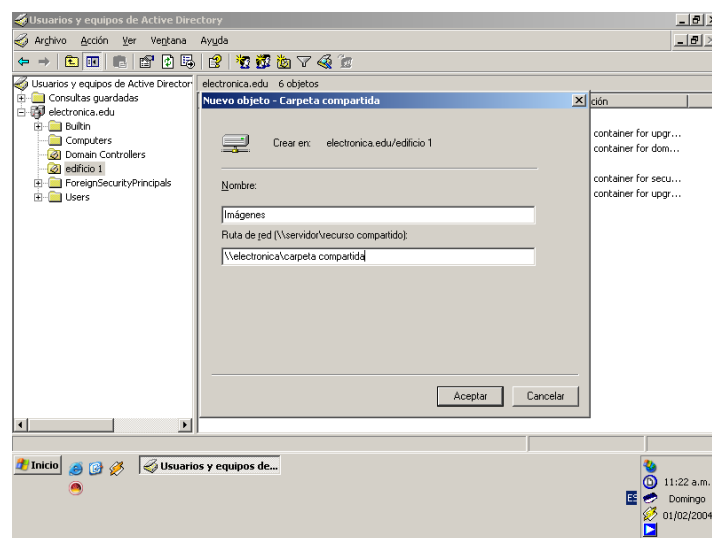 Usuarios y equipos de Active Directory
Archivo Acción Ver Ventana Ayuda
Usuarios y equipos de Active Director
electronica.edu 6 objetos
Consultas guardadas
electronica.edu
Builtin
Computers
Domain Controllers
edificio 1
ForeignSecurityPrincipals
Users
ción
container for upgr...
container for dom...
container for secu...
container for upgr...
Nuevo objeto - Carpeta compartida
Crear en: electronica.edu/edificio 1
Nombre:
Imágenes
Ruta de red (\\servidor\recurso compartido):
\\electronica\carpeta compartida
Aceptar Cancelar
Inicio
Usuarios y equipos de...
ES
11:22 a.m.
Domingo
01/02/2004